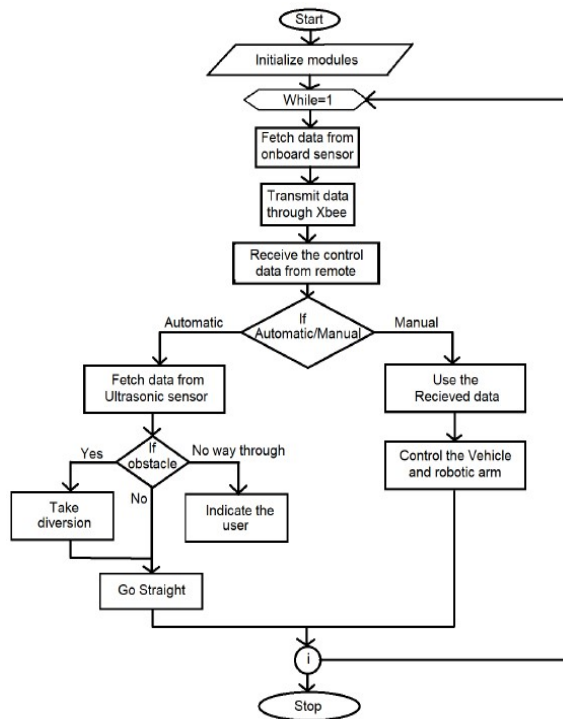 Start
Initialize modules
While=1
Fetch data from
onboard sensor
Transmit data
through Xbee
Receive the control
data from remote
If
Automatic/Manual
Automatic
Manual
Fetch data from
Ultrasonic sensor
Use the
Recieved data
If
obstacle
Yes
No way through
No
Control the Vehicle
and robotic arm
Take
diversion
Indicate the
user
Go Straight
i
Stop